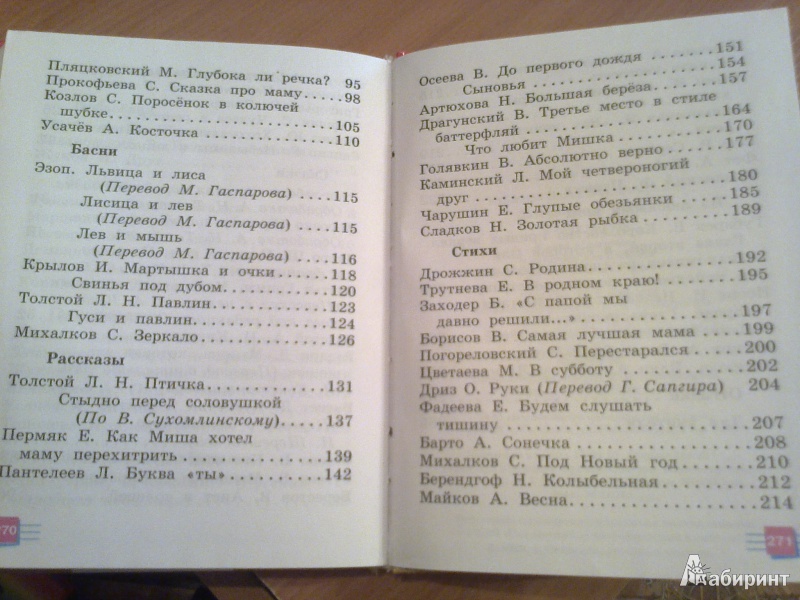 Пляцковский М. Глубока ли речка? 95
Прокофьева С. Сказка про маму .... 98
Козлов С. Поросёнок в колючей
шубке ................................ 105
Усачёв А. Косточка ................... 110
Басни
Эзоп. Львица и лиса
(Перевод М. Гаспарова) .... 115
Лисица и лев
(Перевод М. Гаспарова) .... 115
Лев и мышь
(Перевод М. Гаспарова) .... 116
Крылов И. Мартышка и очки ........ 118
Свинья под дубом ............ 120
Толстой Л. Н. Павлин ................ 123
Гуси и павлин ................ 124
Михалков С. Зеркало ................ 126
Рассказы
Толстой Л. Н. Птичка ............... 131
Стыдно перед соловушкой
(По В. Сухомлинскому) ..... 137
Пермяк Е. Как Миша хотел
маму перехитрить ............ 139
Пантелеев Л. Буква «ты» ............ 142
270
Осеева В. До первого дождя ........ 151
Сыновья ........................ 154
Артюхова Н. Большая берёза ........ 157
Драгунский В. Третье место в стиле
баттерфляй .................... 164
Что любит Мишка ............ 170
Голявкин В. Абсолютно верно ....... 177
Каминский Л. Мой четвероногий
друг ............................ 180
Чарушин Е. Глупые обезьянки ...... 185
Сладков Н. Золотая рыбка .......... 189
Стихи
Дрожжин С. Родина ................. 192
Трутнева Е. В родном краю! ........ 195
Заходер Б. «С папой мы
давно решили...» ............. 197
Борисов В. Самая лучшая мама .... 199
Погореловский С. Перестарался .... 200
Цветаева М. В субботу .............. 202
Дриз О. Руки (Перевод Г. Сапгира) 204
Фадеева Е. Будем слушать
тишину ........................ 207
Барто А. Сонечка .................... 208
Михалков С. Под Новый год ........ 210
Берендгоф Н. Колыбельная ......... 212
Майков А. Весна ..................... 214
271
Лабиринт